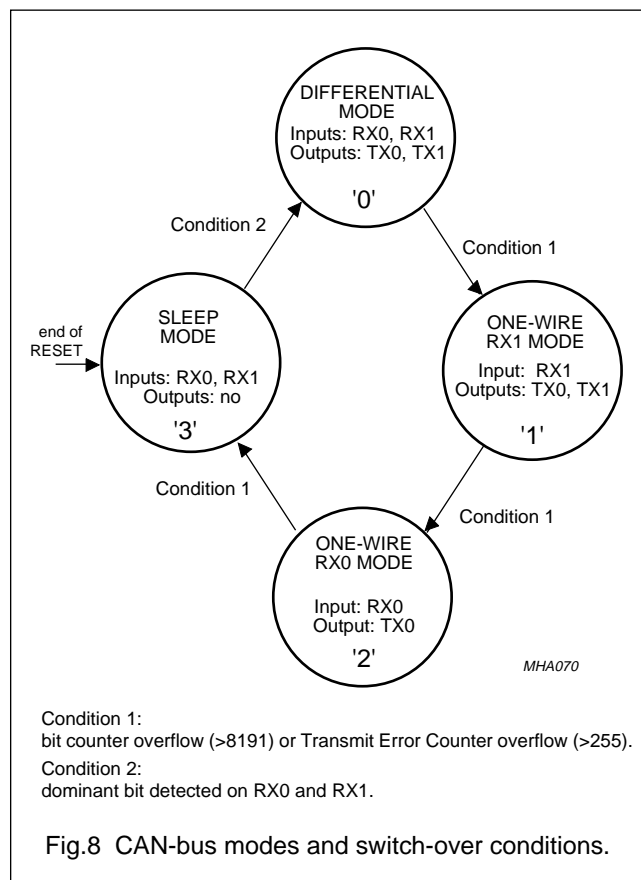 DIFFERENTIAL
MODE
Inputs: RX0, RX1
Outputs: TX0, TX1
'0'
Condition 2
Condition 1
end of
RESET
SLEEP
MODE
Inputs: RX0, RX1
Outputs: no
'3'
ONE-WIRE
RX1 MODE
Input: RX1
Outputs: TX0, TX1
'1'
Condition 1
Condition 1
ONE-WIRE
RX0 MODE
Input: RX0
Output: TX0
'2'
MHA070
Condition 1:
bit counter overflow (>8191) or Transmit Error Counter overflow (>255).
Condition 2:
dominant bit detected on RX0 and RX1.
Fig.8 CAN-bus modes and switch-over conditions.